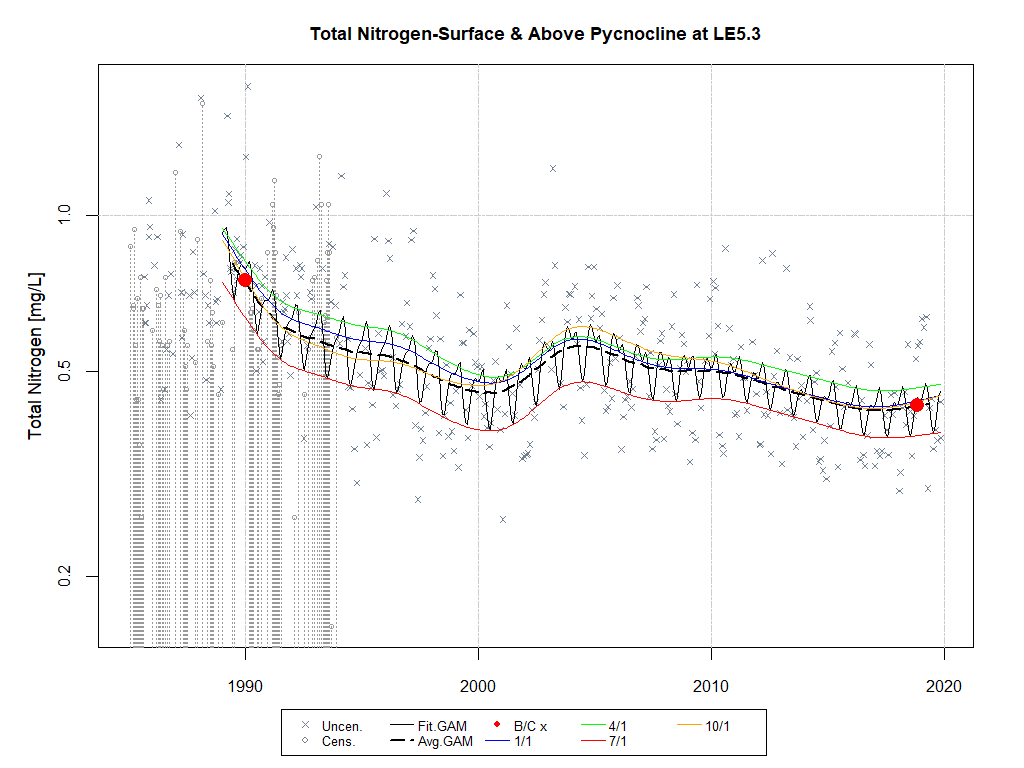 Total Nitrogen-Surface & Above Pycnocline at LE5.3
Total Nitrogen [mg/L]
1.0
0.5
0.2
1990 2000 2010 2020
Uncen. Fit.GAM B/C x 4/1 10/1
Cens. Avg.GAM 1/1 7/1